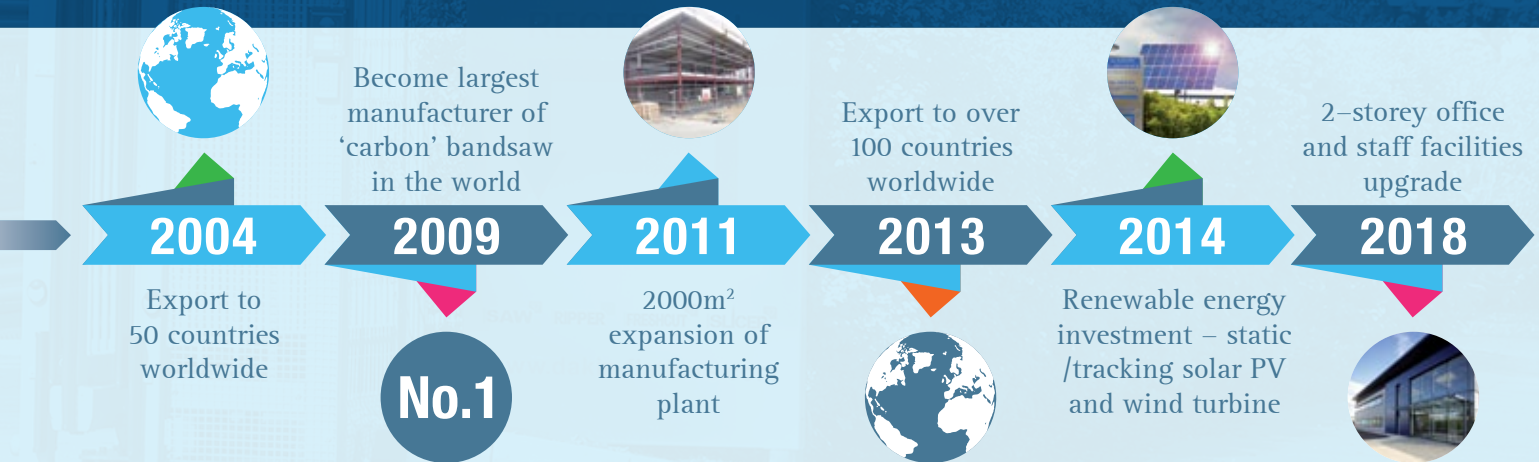 2004
Export to
50 countries
worldwide
Become largest
manufacturer of
‘carbon’ bandsaw
in the world
2009
No.1
2011
2000m²
expansion of
manufacturing
plant
Export to over
100 countries
worldwide
2013
2014
Renewable energy
investment – static
/tracking solar PV
and wind turbine
2-storey office
and staff facilities
upgrade
2018